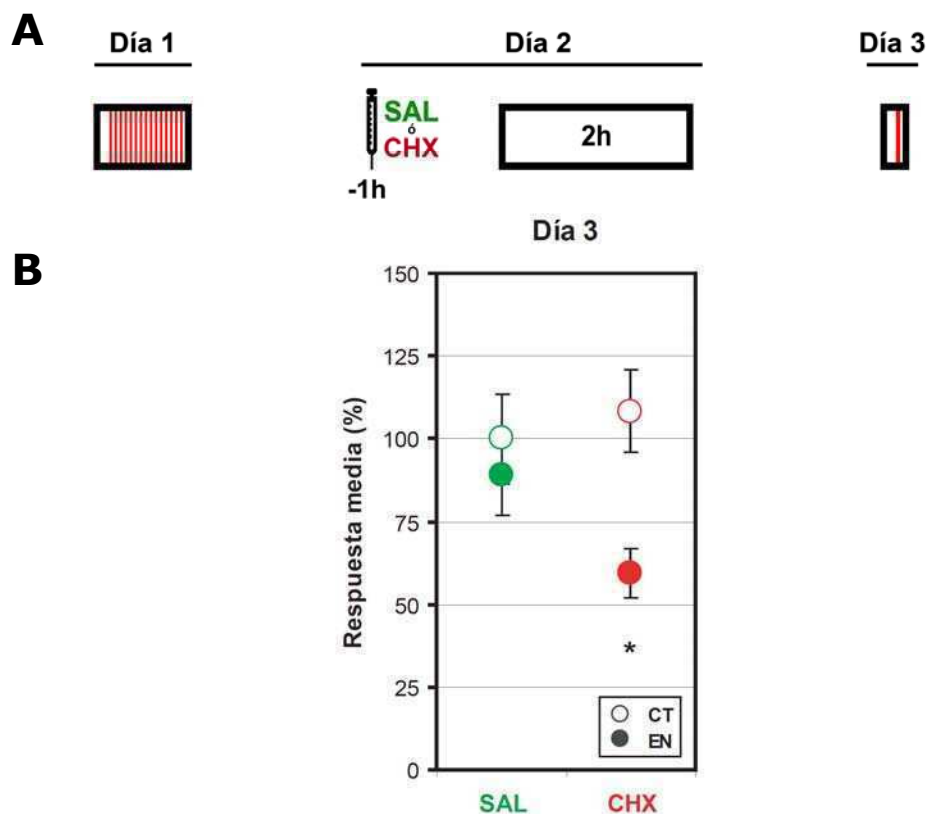 A
Día 1
Día 2
Día 3
SAL
ó
CHX
-1h
2h
B
Día 3
Respuesta media (%)
150
125
100
75
50
25
0
*
CT
EN
SAL
CHX